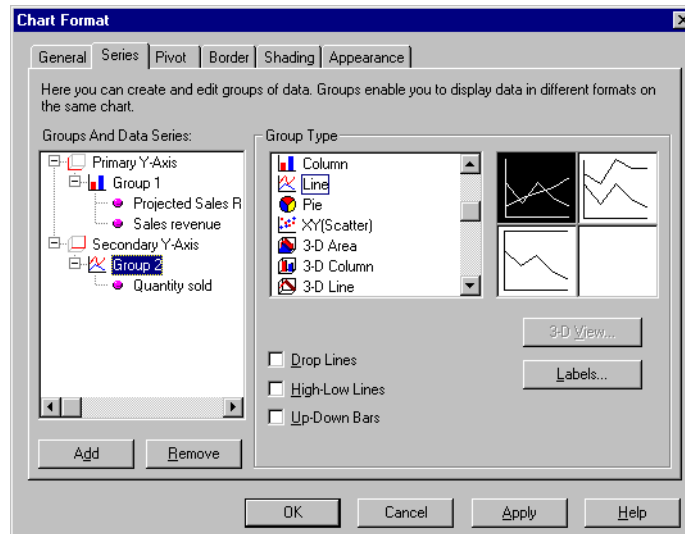 Chart Format
General Series Pivot Border Shading Appearance
Here you can create and edit groups of data. Groups enable you to display data in different formats on
the same chart.
Groups And Data Series:
Primary Y-Axis
Group 1
Projected Sales R
Sales revenue
Secondary Y-Axis
Group 2
Quantity sold
Add Remove
Group Type
Column
Line
Pie
XY(Scatter)
3-D Area
3-D Column
3-D Line
3-D View...
Labels...
Drop Lines
High-Low Lines
Up-Down Bars
OK Cancel Apply Help